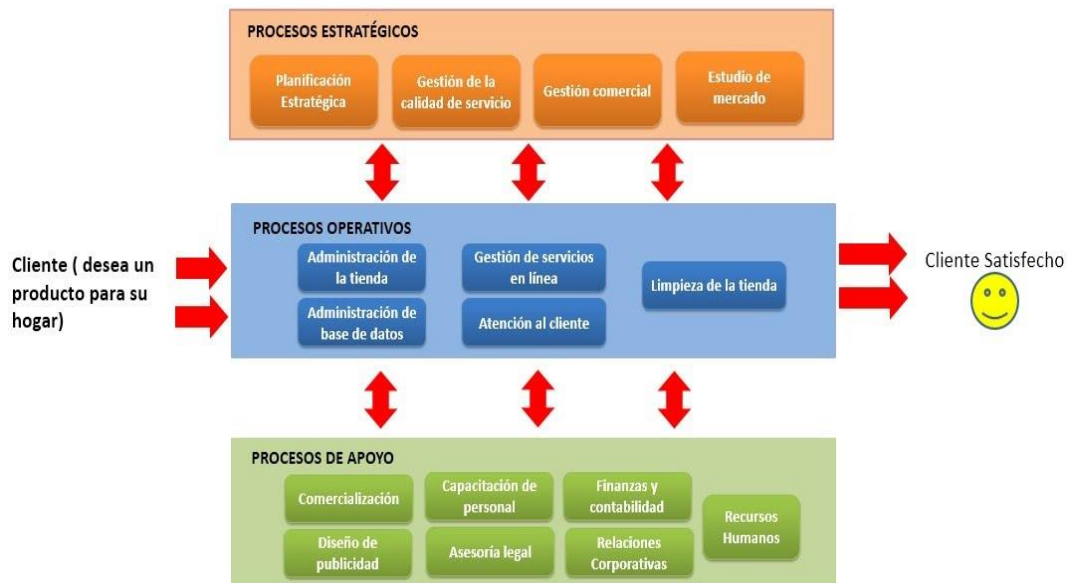 PROCESOS ESTRATÉGICOS
Planificación
Estratégica
Gestión de la
calidad de servicio
Gestión comercial
Estudio de
mercado
PROCESOS OPERATIVOS
Administración de
la tienda
Gestión de servicios
en línea
Limpieza de la tienda
Administración de
base de datos
Atención al cliente
Cliente ( desea un
producto para su
hogar)
Cliente Satisfecho
PROCESOS DE APOYO
Comercialización
Capacitación de
personal
Finanzas y
contabilidad
Recursos
Humanos
Diseño de
publicidad
Asesoría legal
Relaciones
Corporativas